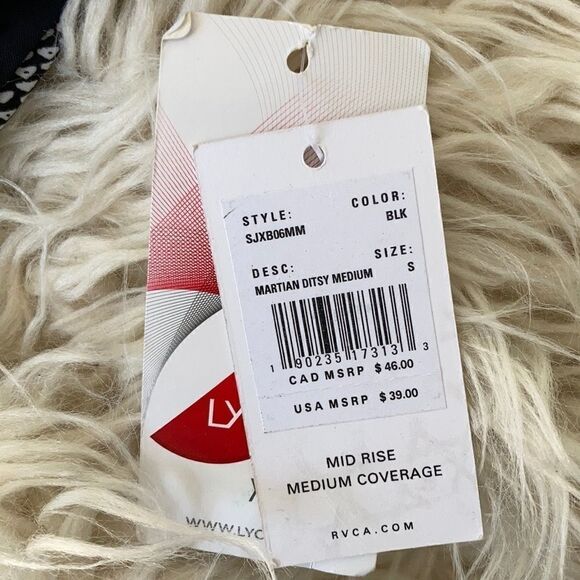 STYLE: COLOR:
SJXB06MM BLK
DESC: SIZE:
MARTIAN DITSY MEDIUM S
1 90235 17313 3
CAD MSRP $ 46.00
USA MSRP $ 39.00
MID RISE
MEDIUM COVERAGE
RVCA.COM
LY
WWW.LYC